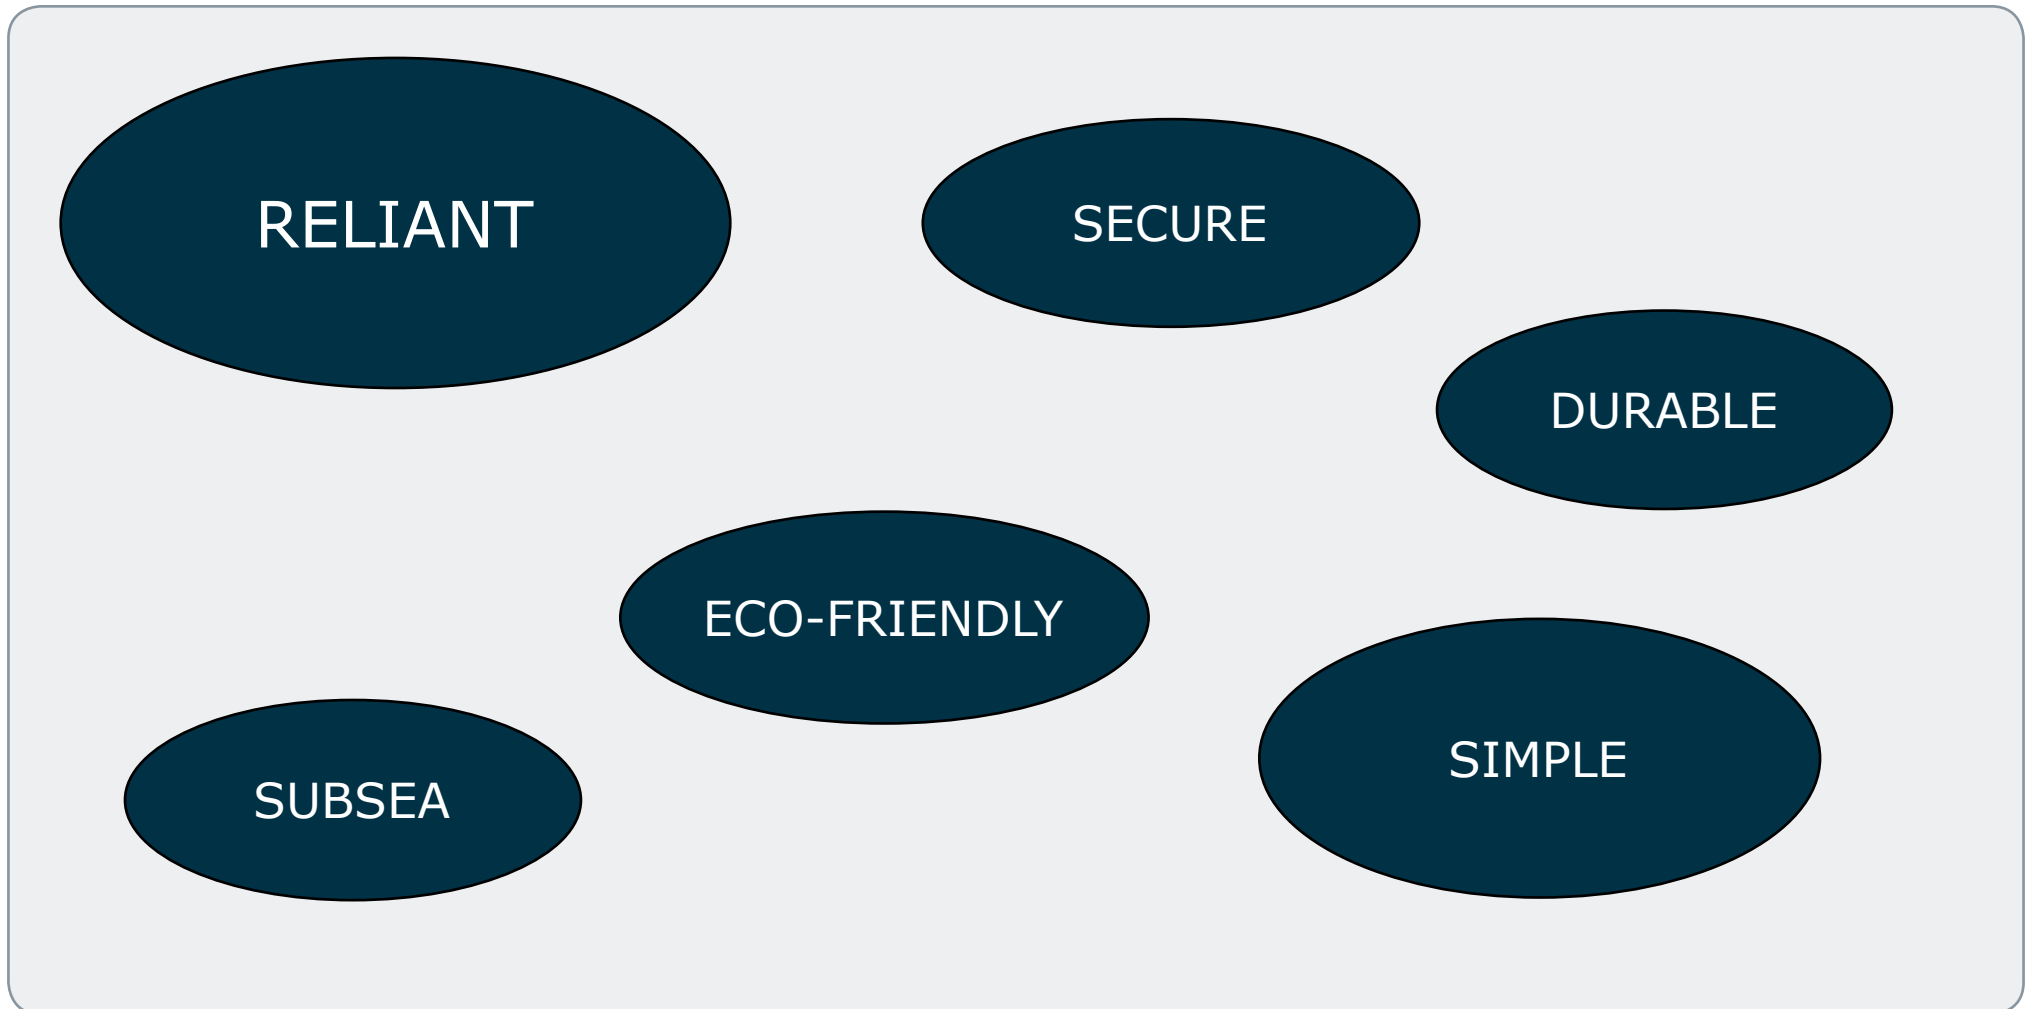 RELIANT
SECURE
DURABLE
ECO-FRIENDLY
SIMPLE
SUBSEA